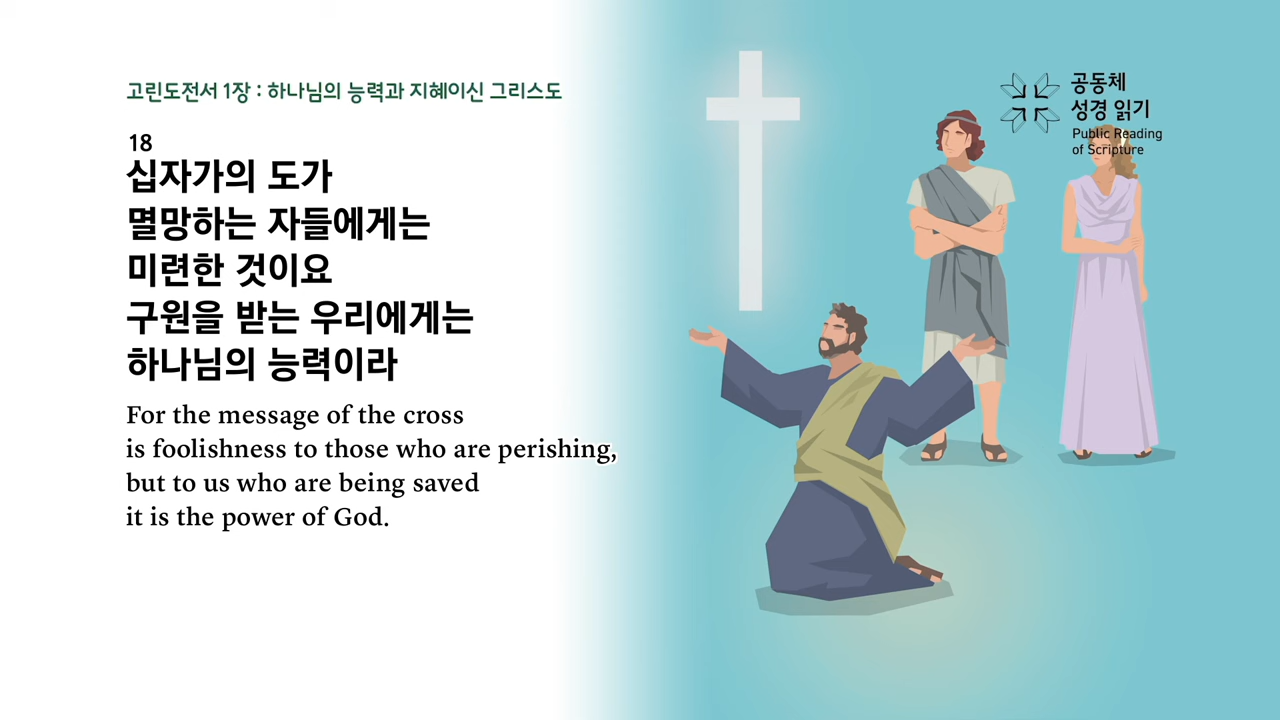 고린도전서 1장 : 하나님의 능력과 지혜이신 그리스도
18
십자가의 도가
멸망하는 자들에게는
미련한 것이요
구원을 받는 우리에게는
하나님의 능력이라
For the message of the cross
is foolishness to those who are perishing,
but to us who are being saved
it is the power of God.
공동체
성경 읽기
Public Reading
of Scripture